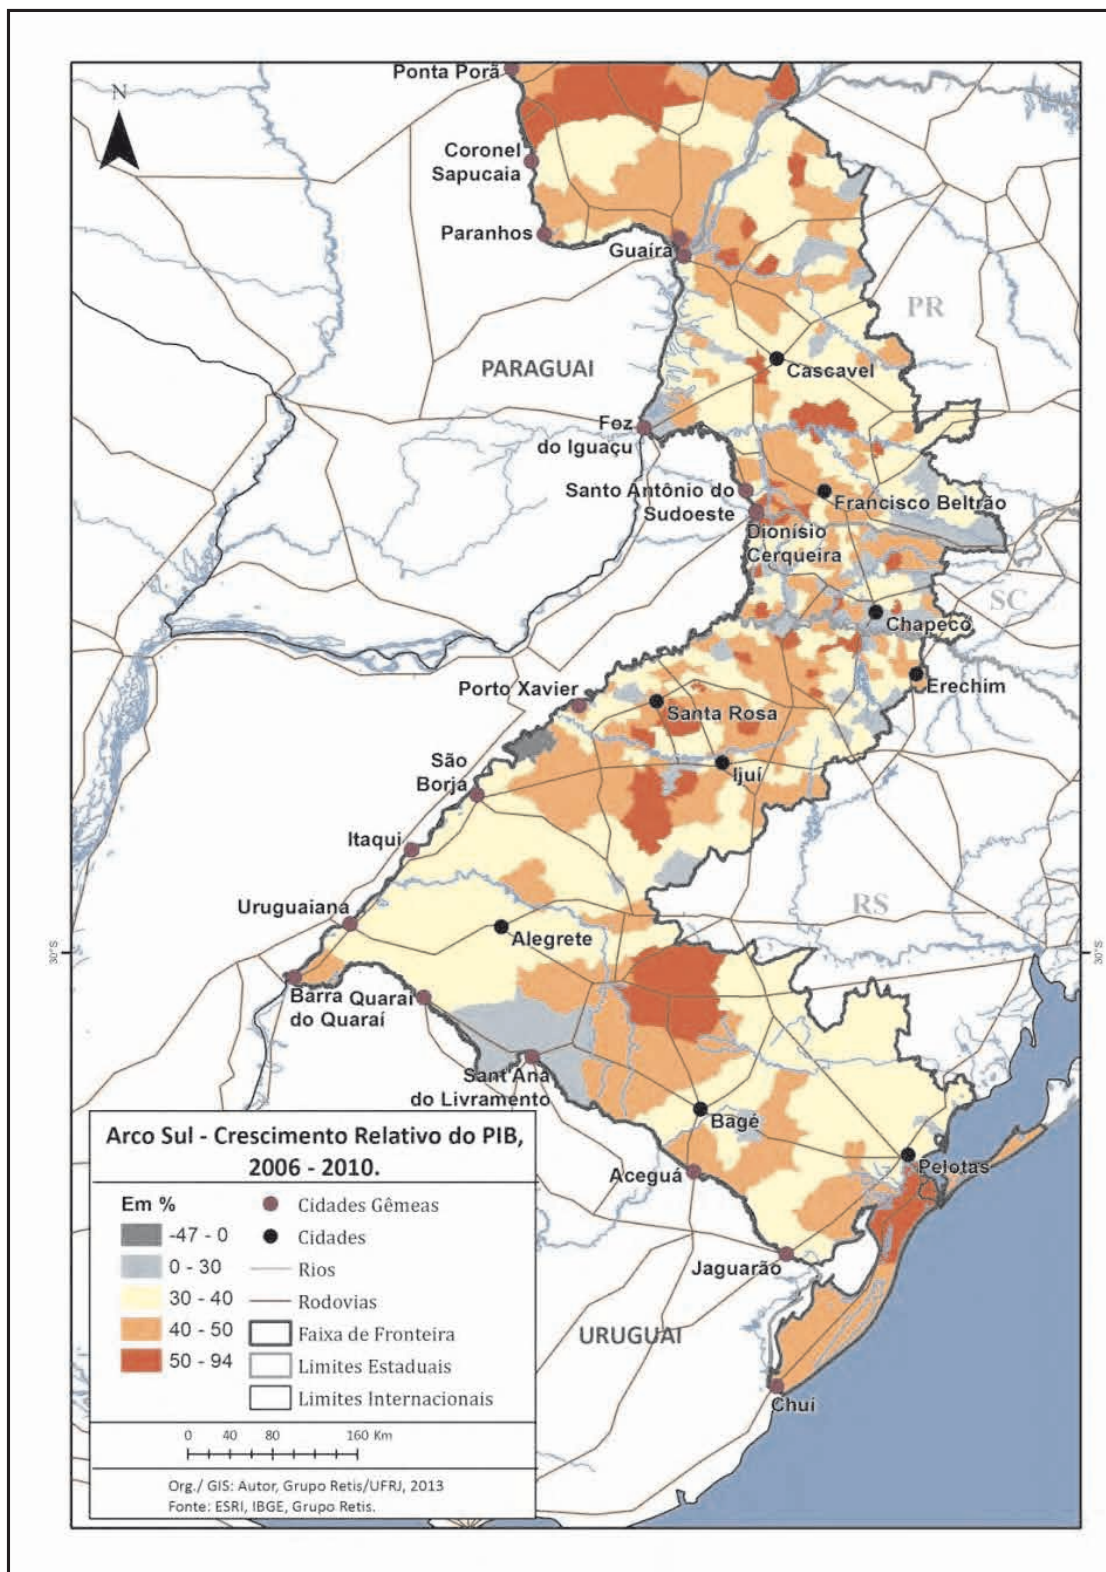 Ponta Porã
N
Coronel
Sapucaia
Paranhos
Guaíra
PR
PARAGUAI
Cascavel
Foz
do Iguaçu
Santo Antônio do
Sudoeste
Francisco Beltrão
Dionísio
Cerqueira
SC
Chapecó
Porto Xavier
Erechim
Santa Rosa
São
Borja
Ijuí
Itaqui
RS
Uruguaiana
Alegrete
30°S
30°S
Barra
do Quaraí
Quaraí
Sant'Ana
do Livramento
Bagé
Aceguá
Pelotas
Jaguarão
URUGUAI
Chuí
Arco Sul - Crescimento Relativo do PIB,
2006 - 2010.
Em %
-47 - 0
0 - 30
30 - 40
40 - 50
50 - 94
Cidades Gêmeas
Cidades
Rios
Rodovias
Faixa de Fronteira
Limites Estaduais
Limites Internacionais
0 40 80 160 Km
Org./ GIS: Autor, Grupo Retis/UFRJ, 2013
Fonte: ESRI, IBGE, Grupo Retis.